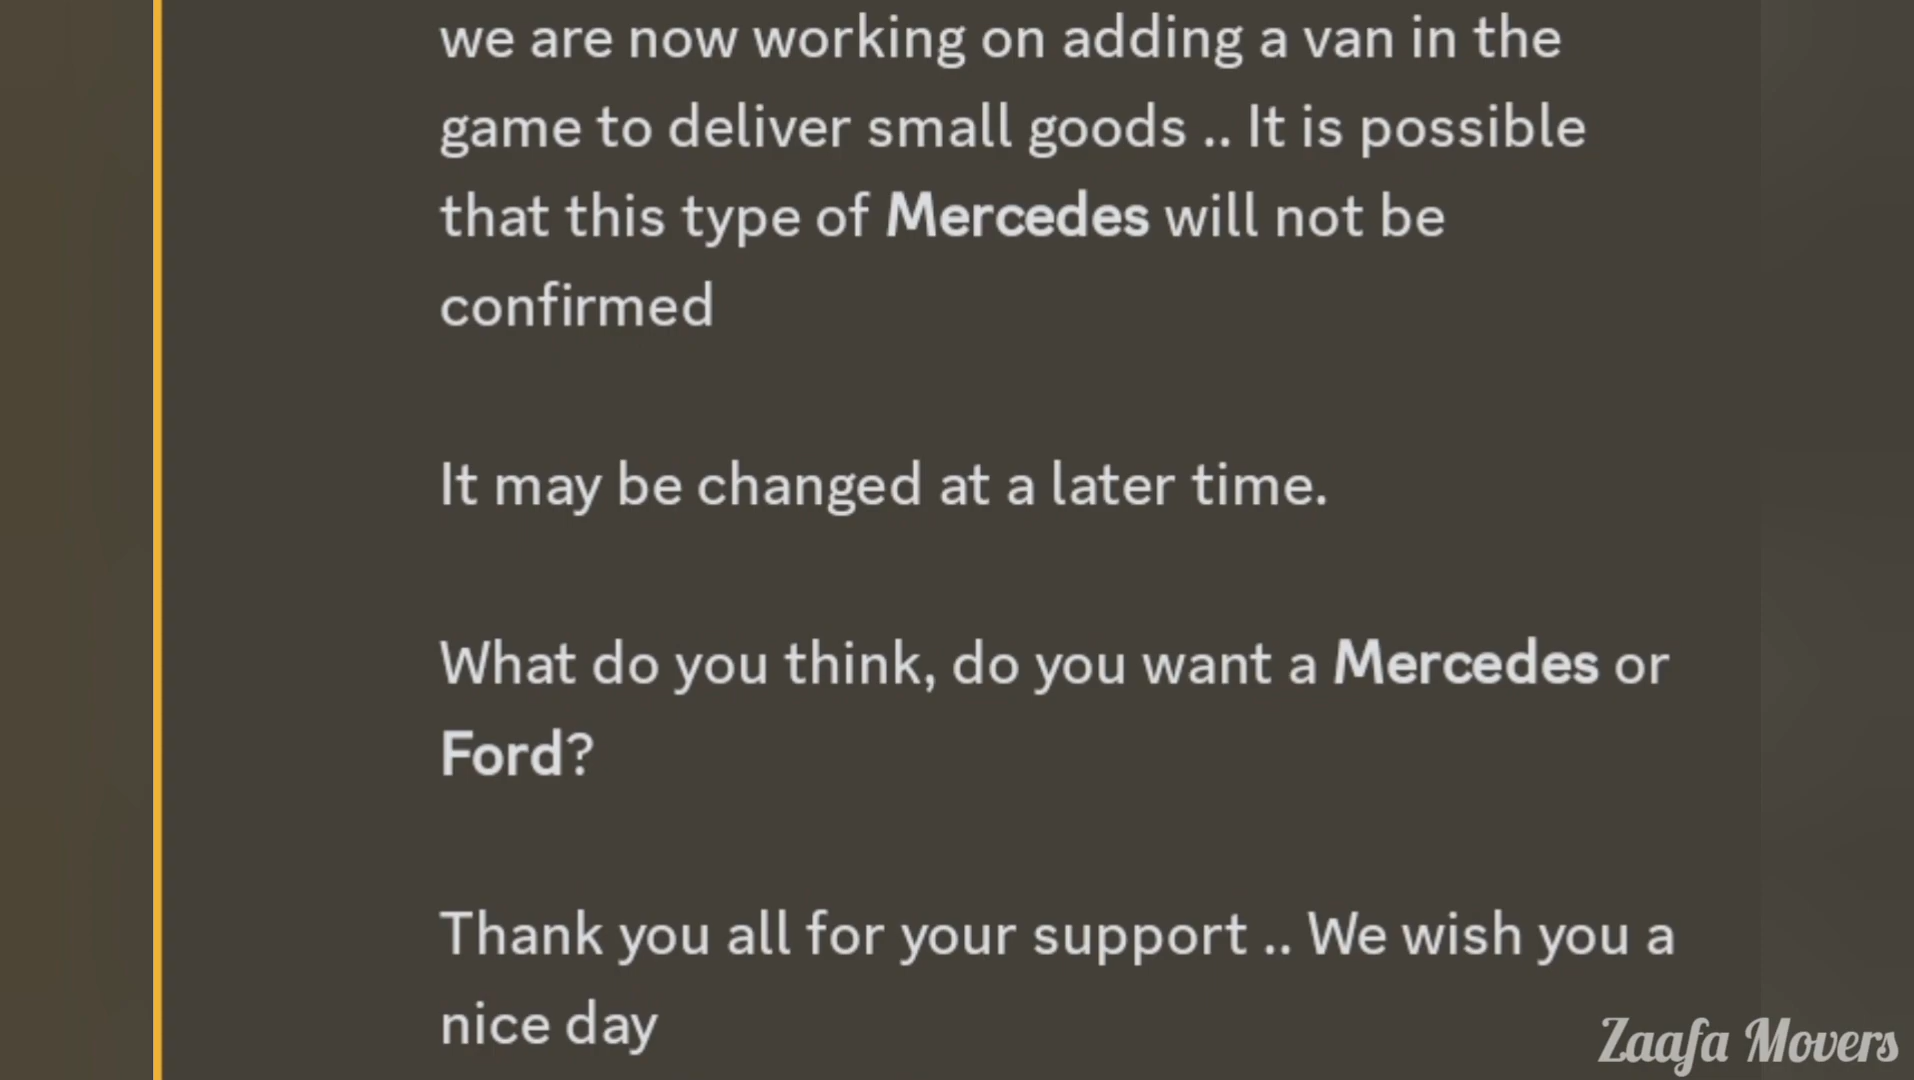 we are now working on adding a van in the
game to deliver small goods .. It is possible
that this type of Mercedes will not be
confirmed
It may be changed at a later time.
What do you think, do you want a Mercedes or
Ford?
Thank you all for your support .. We wish you a
nice day
Zaafa Movers